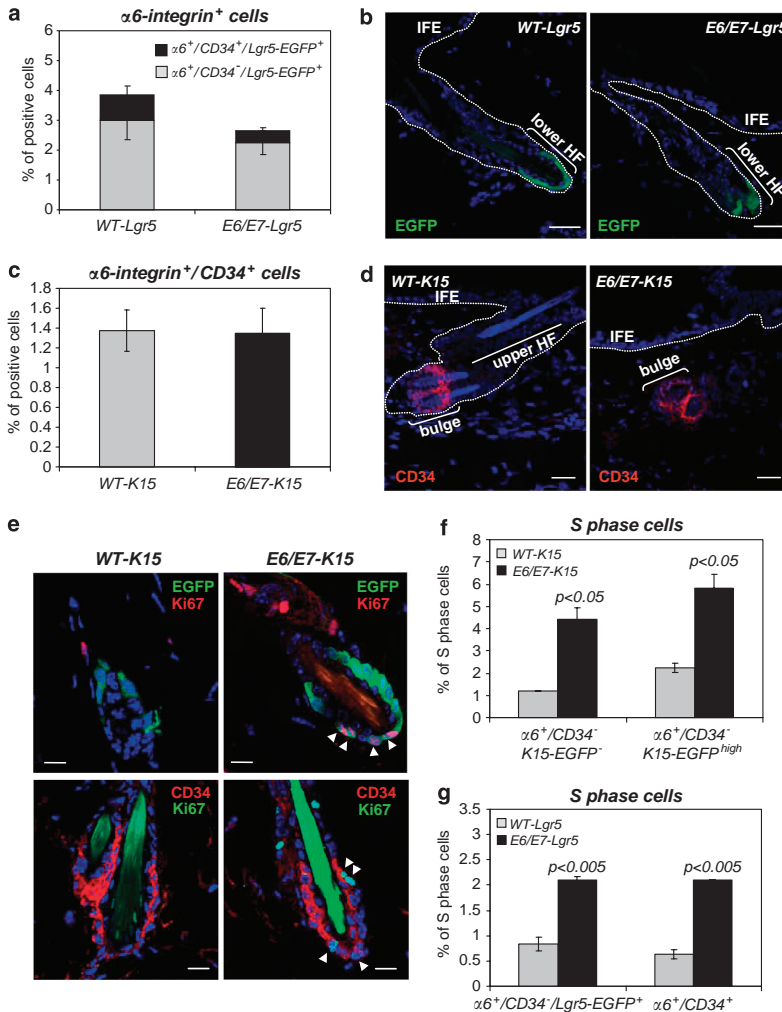 a
α6-integrin⁺ cells
% of positive cells
6
5
4
3
2
1
0
α6⁺/CD34⁺/Lgr5-EGFP⁺
α6⁺/CD34⁻/Lgr5-EGFP⁺
WT-Lgr5
E6/E7-Lgr5
b
IFE
WT-Lgr5
lower HF
EGFP
E6/E7-Lgr5
IFE
lower HF
EGFP
c
α6-integrin⁺/CD34⁺ cells
% of positive cells
1.8
1.6
1.4
1.2
1
0.8
0.6
0.4
0.2
0
WT-K15
E6/E7-K15
d
WT-K15
IFE
upper HF
bulge
CD34
E6/E7-K15
IFE
bulge
CD34
e
WT-K15
E6/E7-K15
EGFP
Ki67
EGFP
Ki67
CD34
Ki67
CD34
Ki67
f
S phase cells
% of S phase cells
8
7
6
5
4
3
2
1
0
WT-K15
E6/E7-K15
p<0.05
p<0.05
α6⁺/CD34⁻
K15-EGFP⁻
α6⁺/CD34⁻
K15-EGFPʰⁱᵍʰ
g
S phase cells
% of S phase cells
3.5
3
2.5
2
1.5
1
0.5
0
WT-Lgr5
E6/E7-Lgr5
p<0.005
p<0.005
α6⁺/CD34⁻/Lgr5-EGFP⁺
α6⁺/CD34⁺